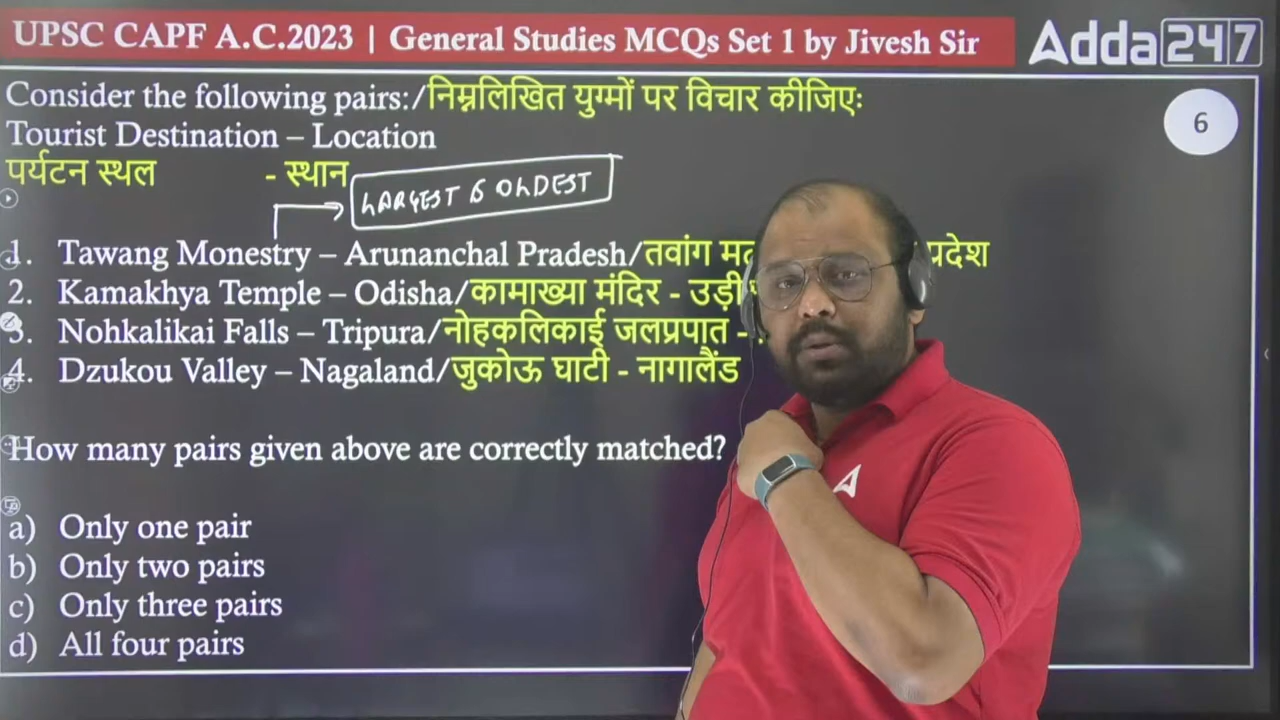 UPSC CAPF A.C.2023 | General Studies MCQs Set 1 by Jivesh Sir
Adda247
Consider the following pairs:/निम्नलिखित युग्मों पर विचार कीजिएः
6
Tourist Destination – Location
पर्यटन स्थल - स्थान
LARGEST & OLDEST
1. Tawang Monestry – Arunanchal Pradesh/तवांग प्रदेश
2. Kamakhya Temple – Odisha/कामाख्या मंदिर -
3. Nohkalikai Falls – Tripura/नोहकलिकाई जलप्रपात -
4. Dzukou Valley – Nagaland/जुकोऊ घाटी - नागालैंड
How many pairs given above are correctly matched?
a) Only one pair
b) Only two pairs
c) Only three pairs
d) All four pairs